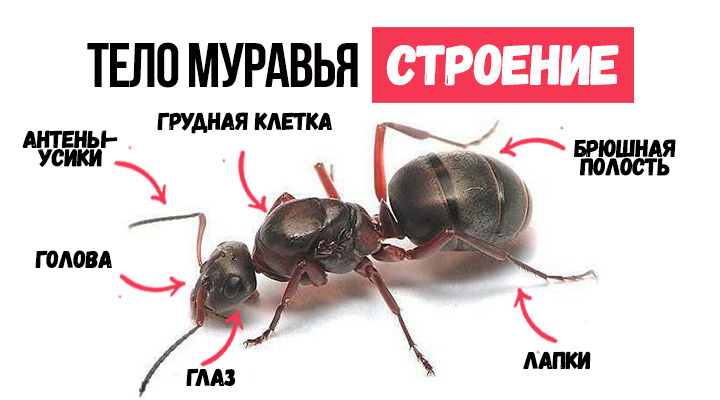 ТЕЛО МУРАВЬЯ СТРОЕНИЕ
ГРУДНАЯ КЛЕТКА
АНТЕНЫ-
УСИКИ
БРЮШНАЯ
ПОЛОСТЬ
ГОЛОВА
ЛАПКИ
ГЛАЗ